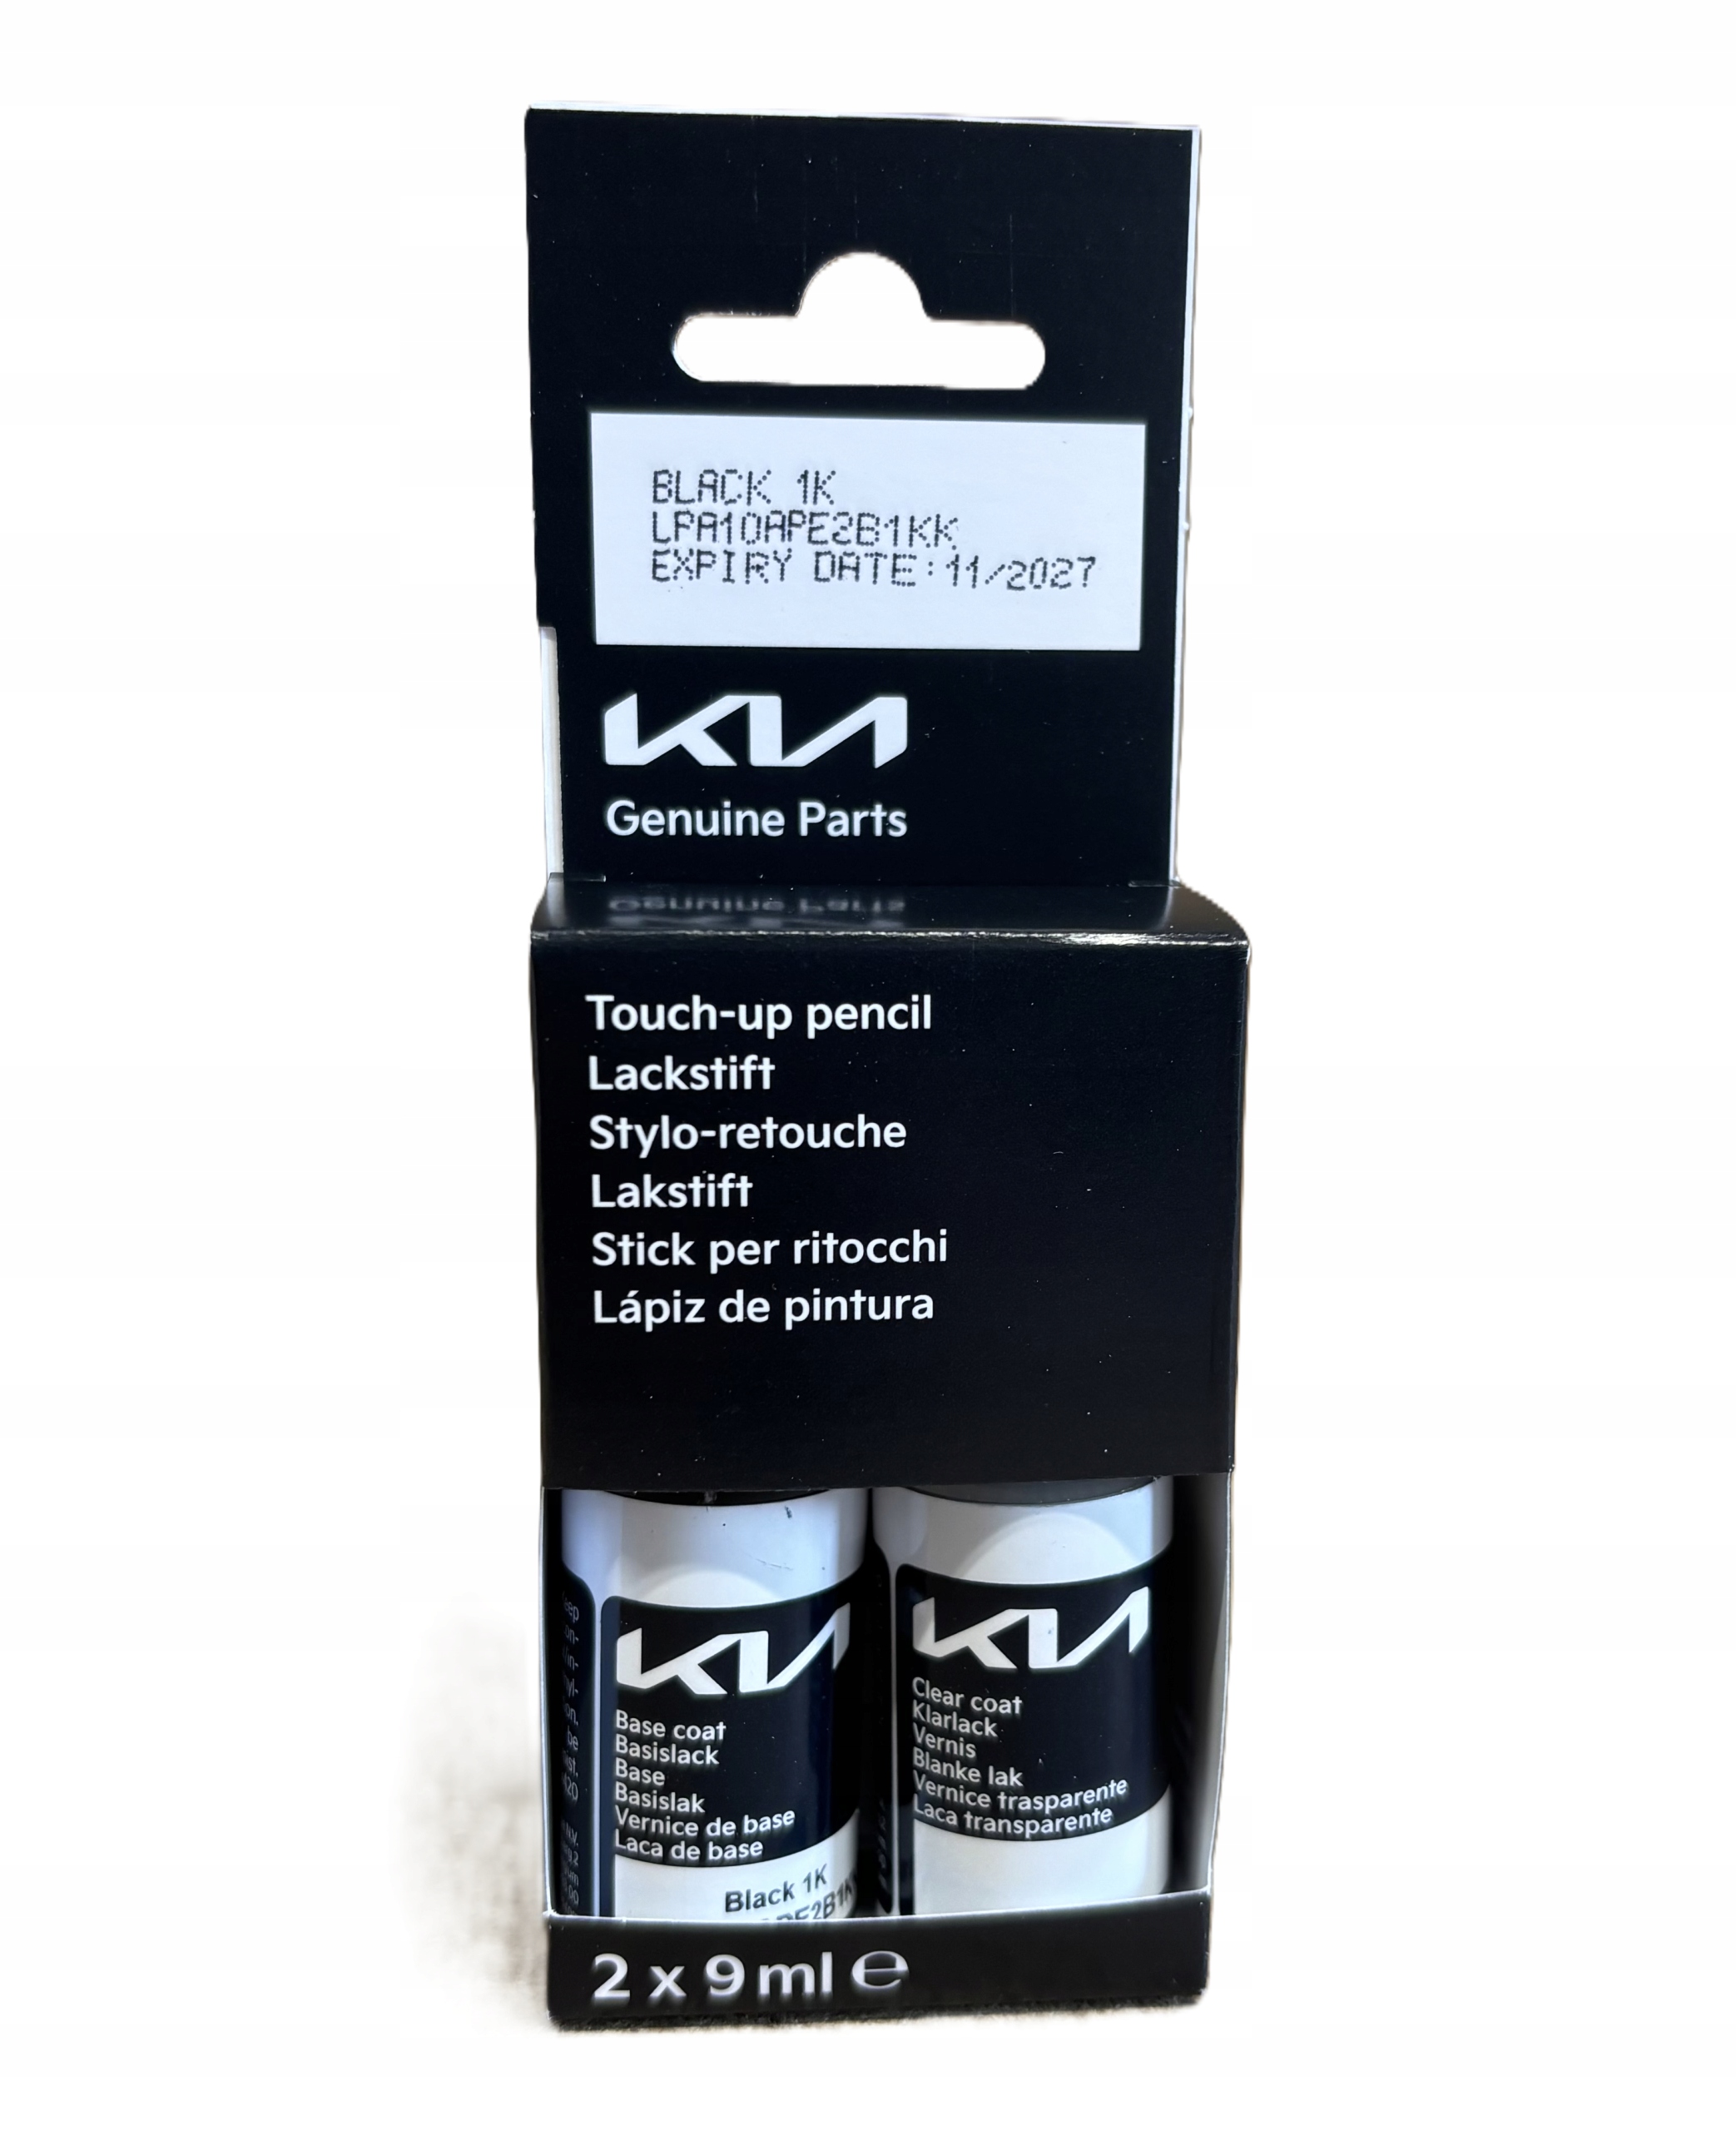 BLACK 1K
LPA10APE2B1KK
EXPIRY DATE:11/2027
KIA
Genuine Parts
Touch-up pencil
Lackstift
Stylo-retouche
Lakstift
Stick per ritocchi
Lápiz de pintura
KIA
Base coat
Basislack
Base
Basislak
Vernice de base
Laca de base
Black 1K
KIA
Clear coat
Klarlack
Vernis
Blanke lak
Vernice trasparente
Laca transparente
2 x 9 ml ℮